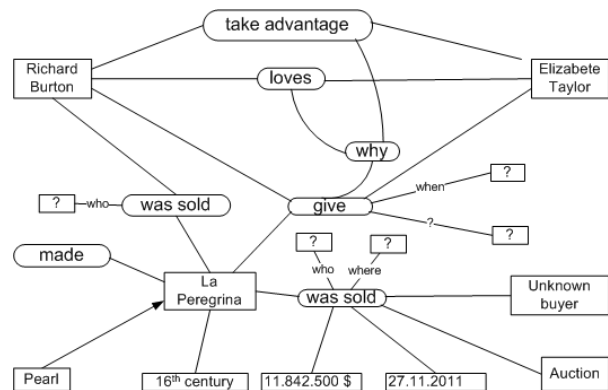 take advantage
Richard
Burton
loves
Elizabete
Taylor
why
?
who
was sold
give
when
?
?
?
made
?
?
who
where
La
Peregrina
was sold
Unknown
buyer
Pearl
16th century
11.842.500 $
27.11.2011
Auction